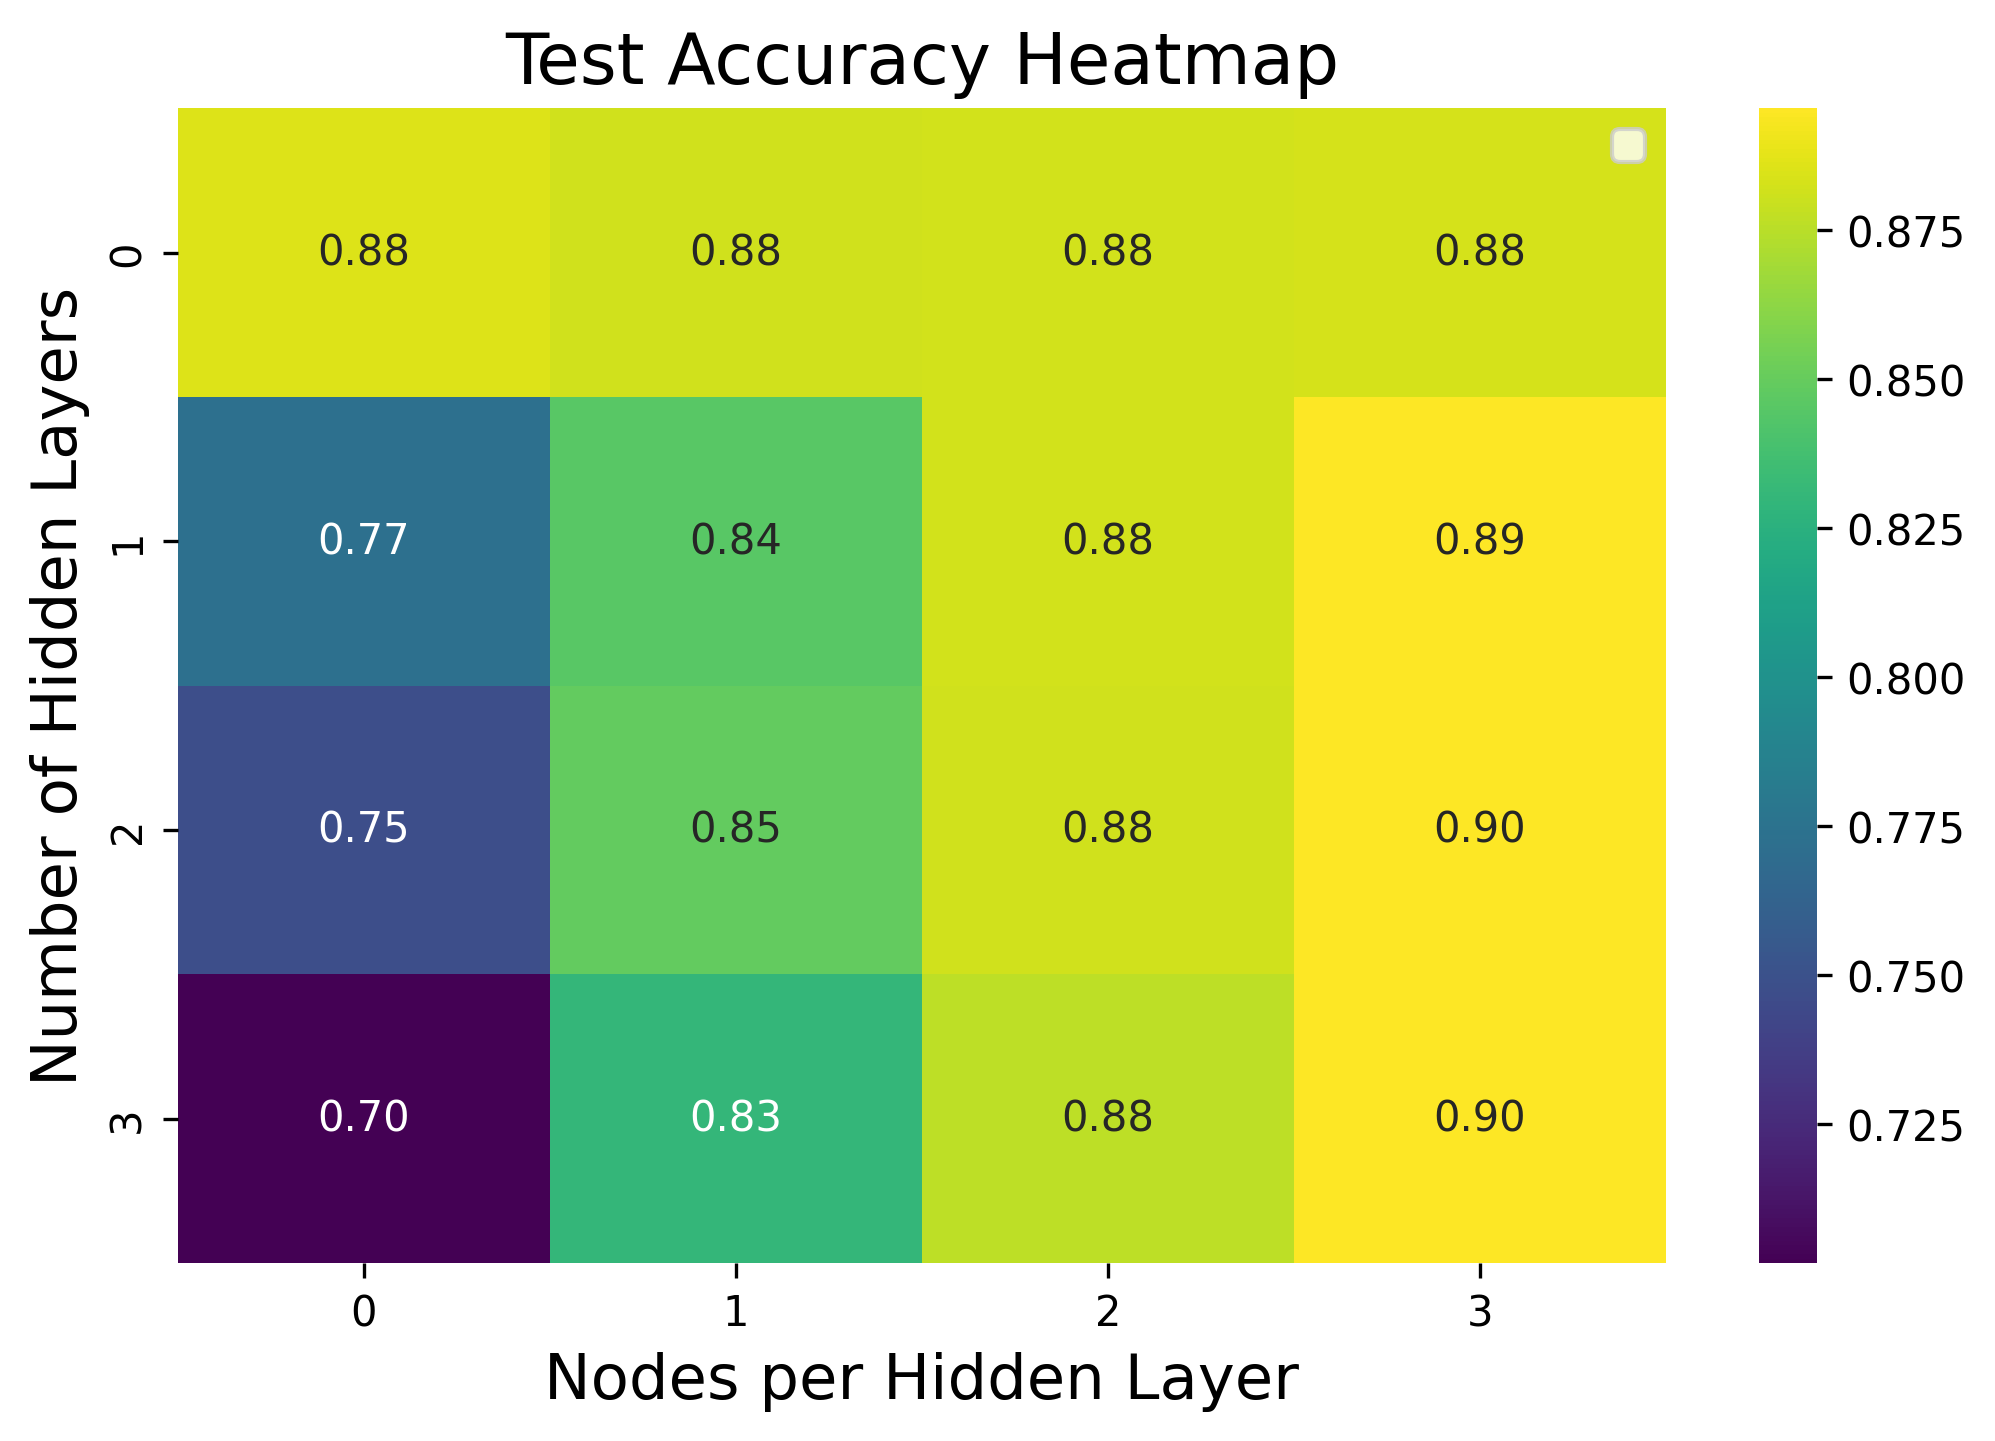 Test Accuracy Heatmap
Number of Hidden Layers
0
0.88 0.88 0.88 0.88
1
0.77 0.84 0.88 0.89
2
0.75 0.85 0.88 0.90
3
0.70 0.83 0.88 0.90
0 1 2 3
Nodes per Hidden Layer
0.875
0.850
0.825
0.800
0.775
0.750
0.725